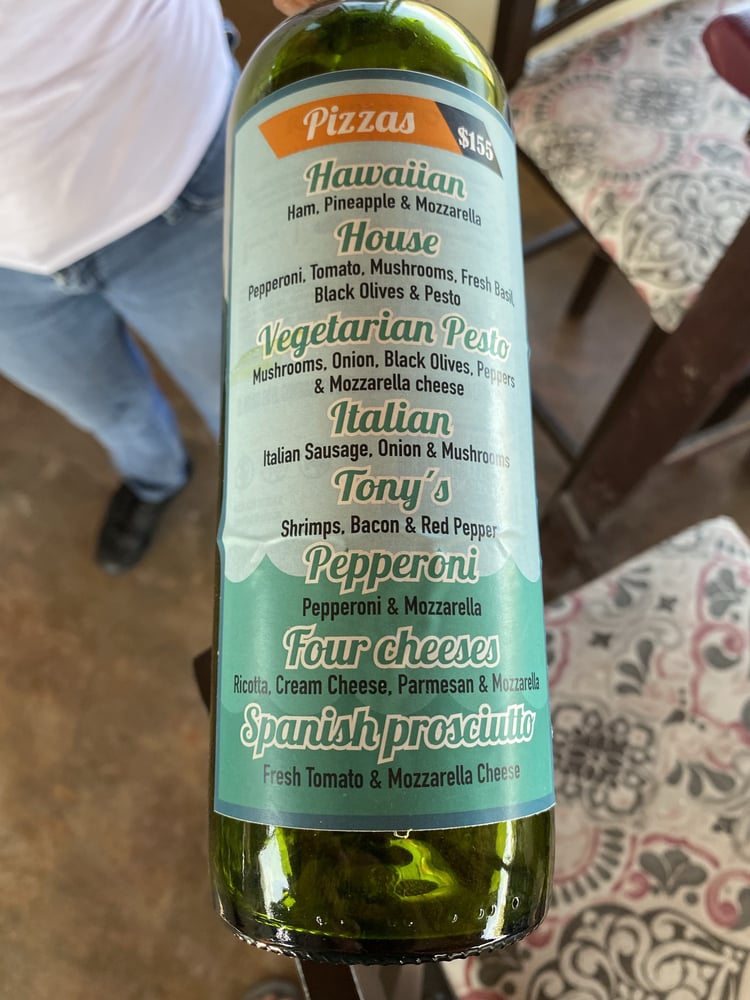 Pizzas
$155
Hawaiian
Ham, Pineapple & Mozzarella
House
Pepperoni, Tomato, Mushrooms, Fresh Basil,
Black Olives & Pesto
Vegetarian Pesto
Mushrooms, Onion, Black Olives, Peppers
& Mozzarella cheese
Italian
Italian Sausage, Onion & Mushrooms
Tony´s
Shrimps, Bacon & Red Pepper
Pepperoni
Pepperoni & Mozzarella
Four cheeses
Ricotta, Cream Cheese, Parmesan & Mozzarella
Spanish prosciutto
Fresh Tomato & Mozzarella Cheese